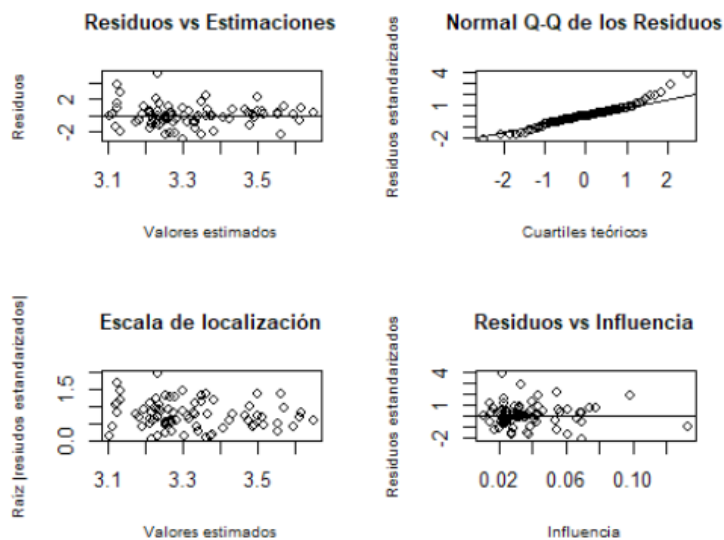 Residuos vs Estimaciones
Residuos
2
-2
3.1 3.3 3.5
Valores estimados
Normal Q-Q de los Residuos
Residuos estandarizados
4
1
-2
-2 -1 0 1 2
Cuartiles teóricos
Escala de localización
Raíz |resiudos estandarizados|
1.5
0.0
3.1 3.3 3.5
Valores estimados
Residuos vs Influencia
Residuos estandarizados
4
1
-2
0.02 0.06 0.10
Influencia